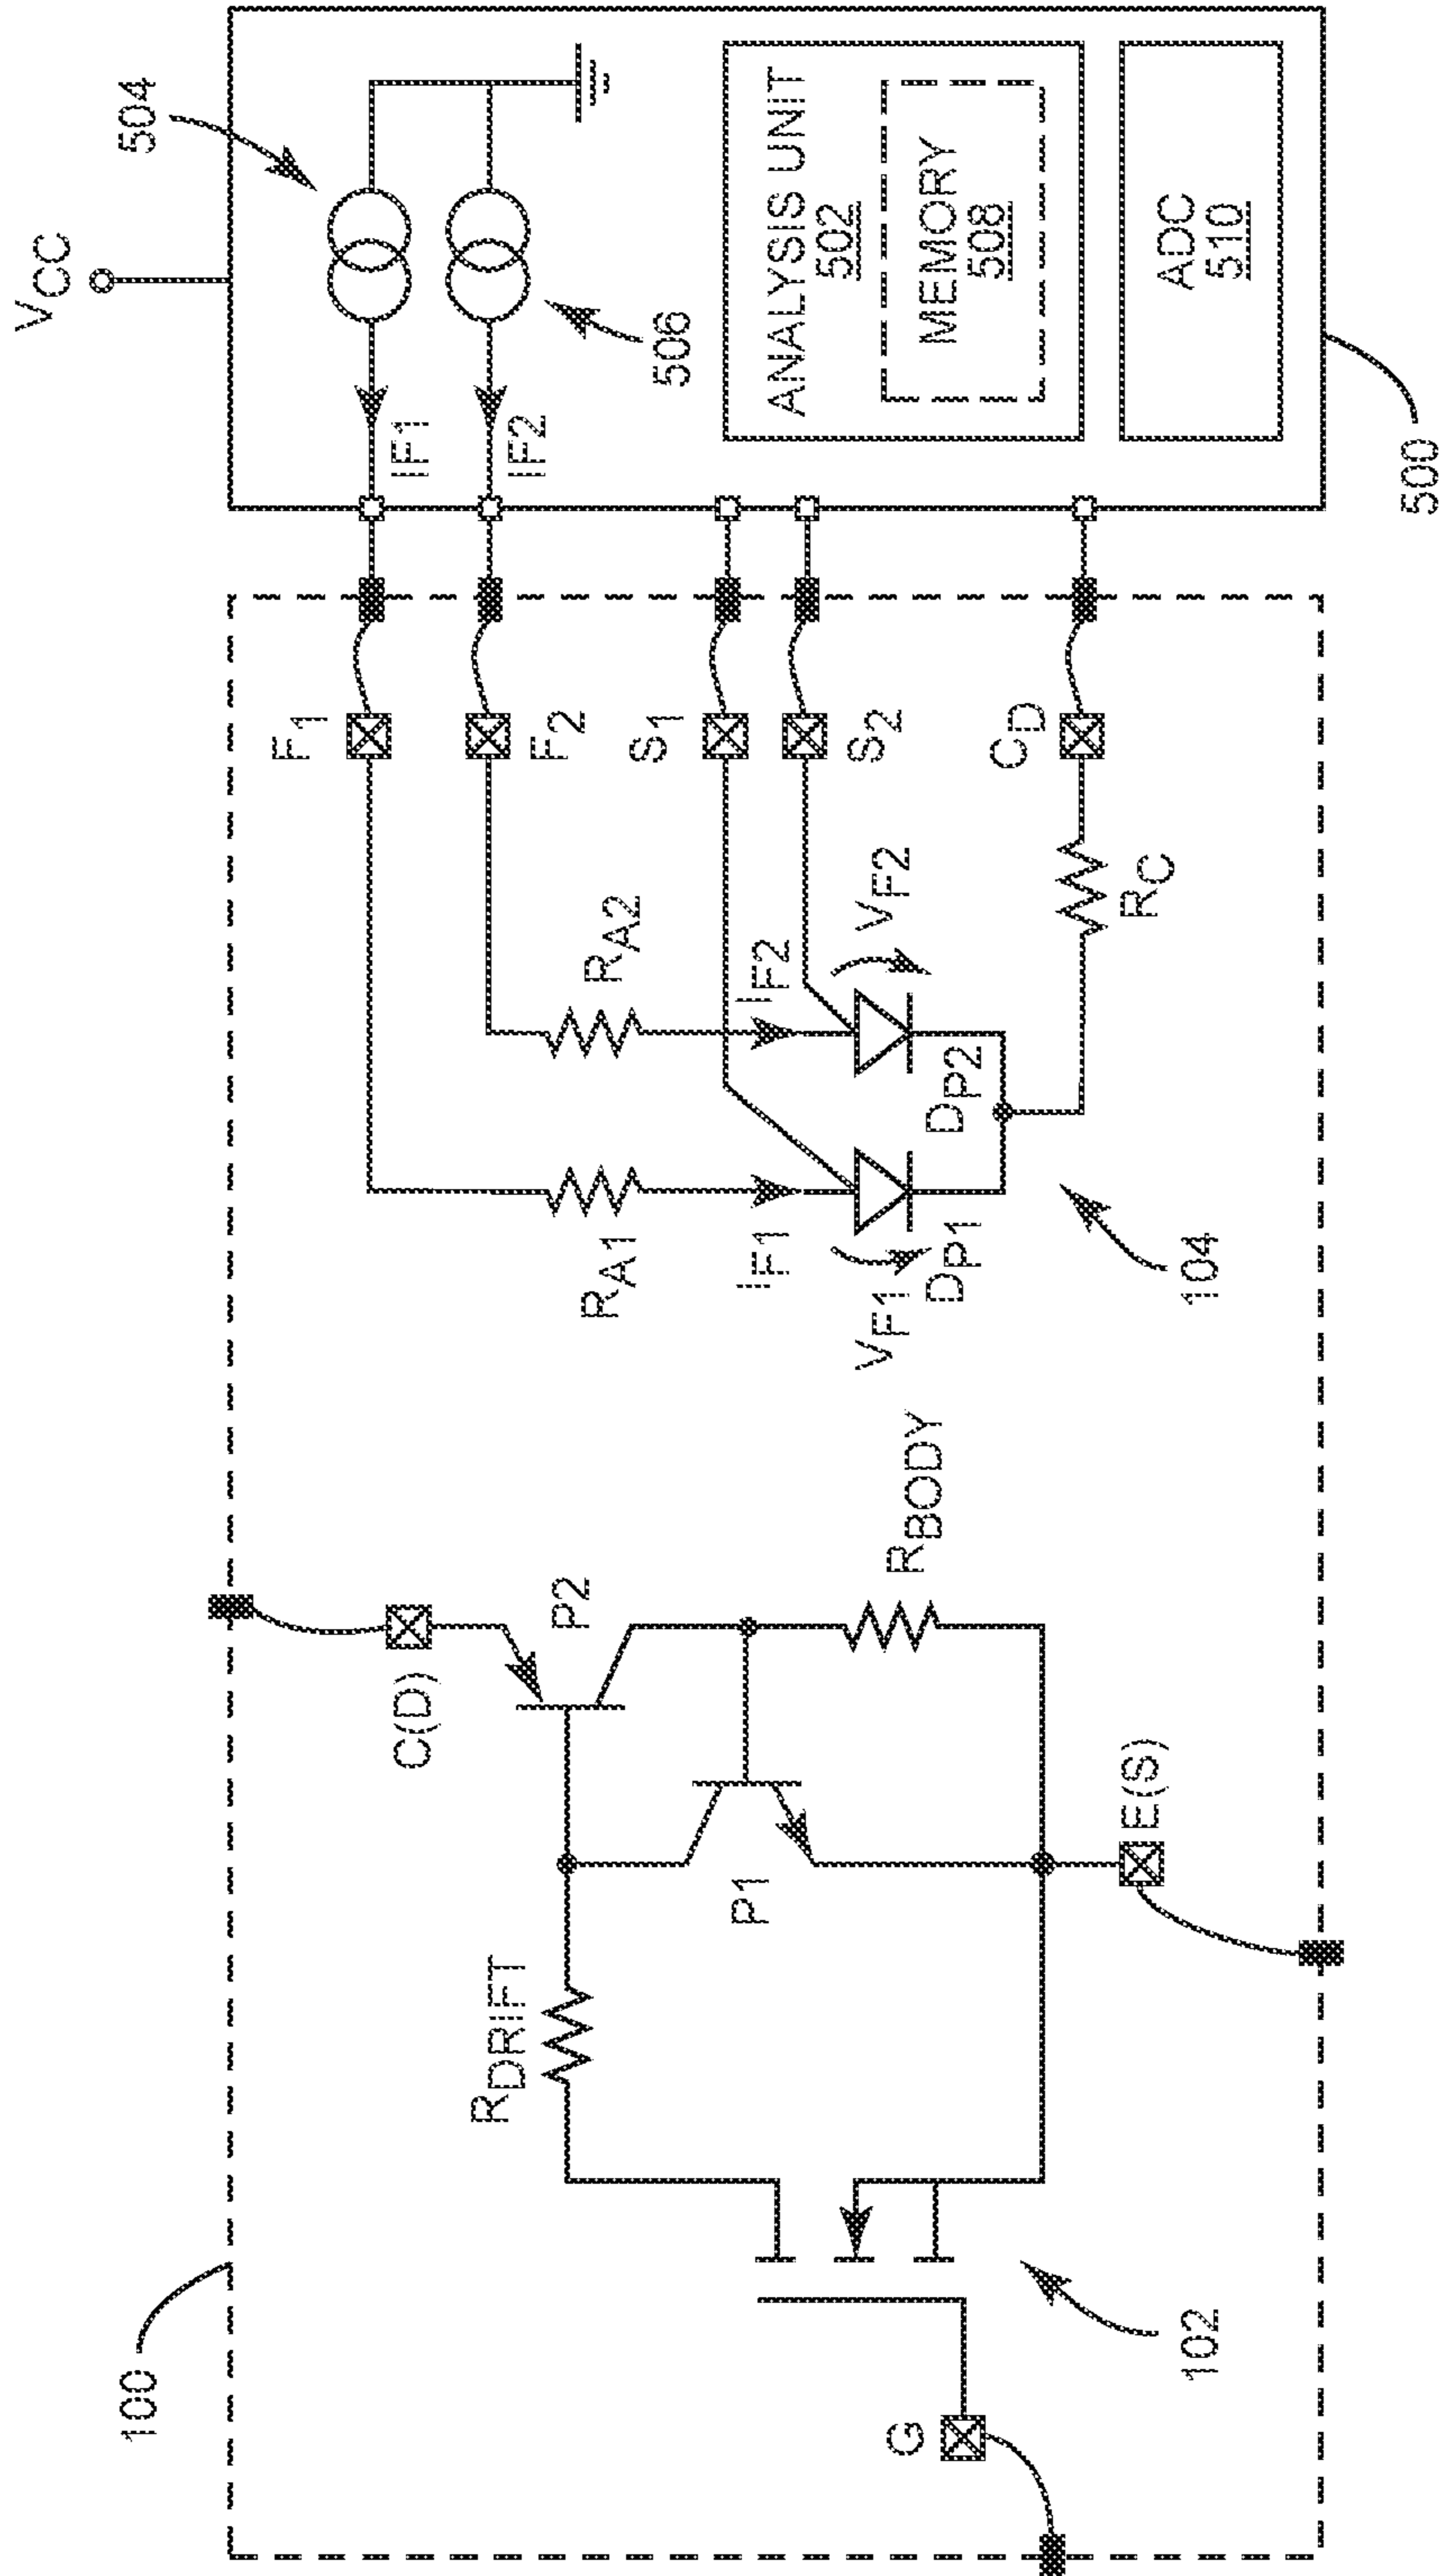 100
G
102
RDRIFT
P1
E(S)
C(D)
P2
RBODY
VF1
DP1
IF1
RA1
104
DP2
IF2
VF2
RA2
RC
F1
F2
S1
S2
CD
VCC
504
506
IF1
IF2
ANALYSIS UNIT
502
MEMORY
508
ADC
510
500